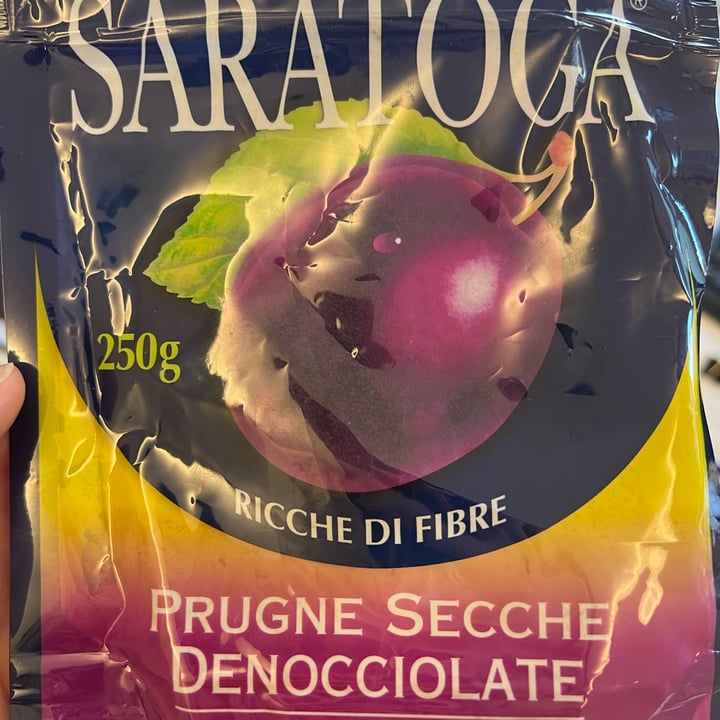 SARATOGA®
250g
RICCHE DI FIBRE
PRUGNE SECCHE
DENOCCIOLATE